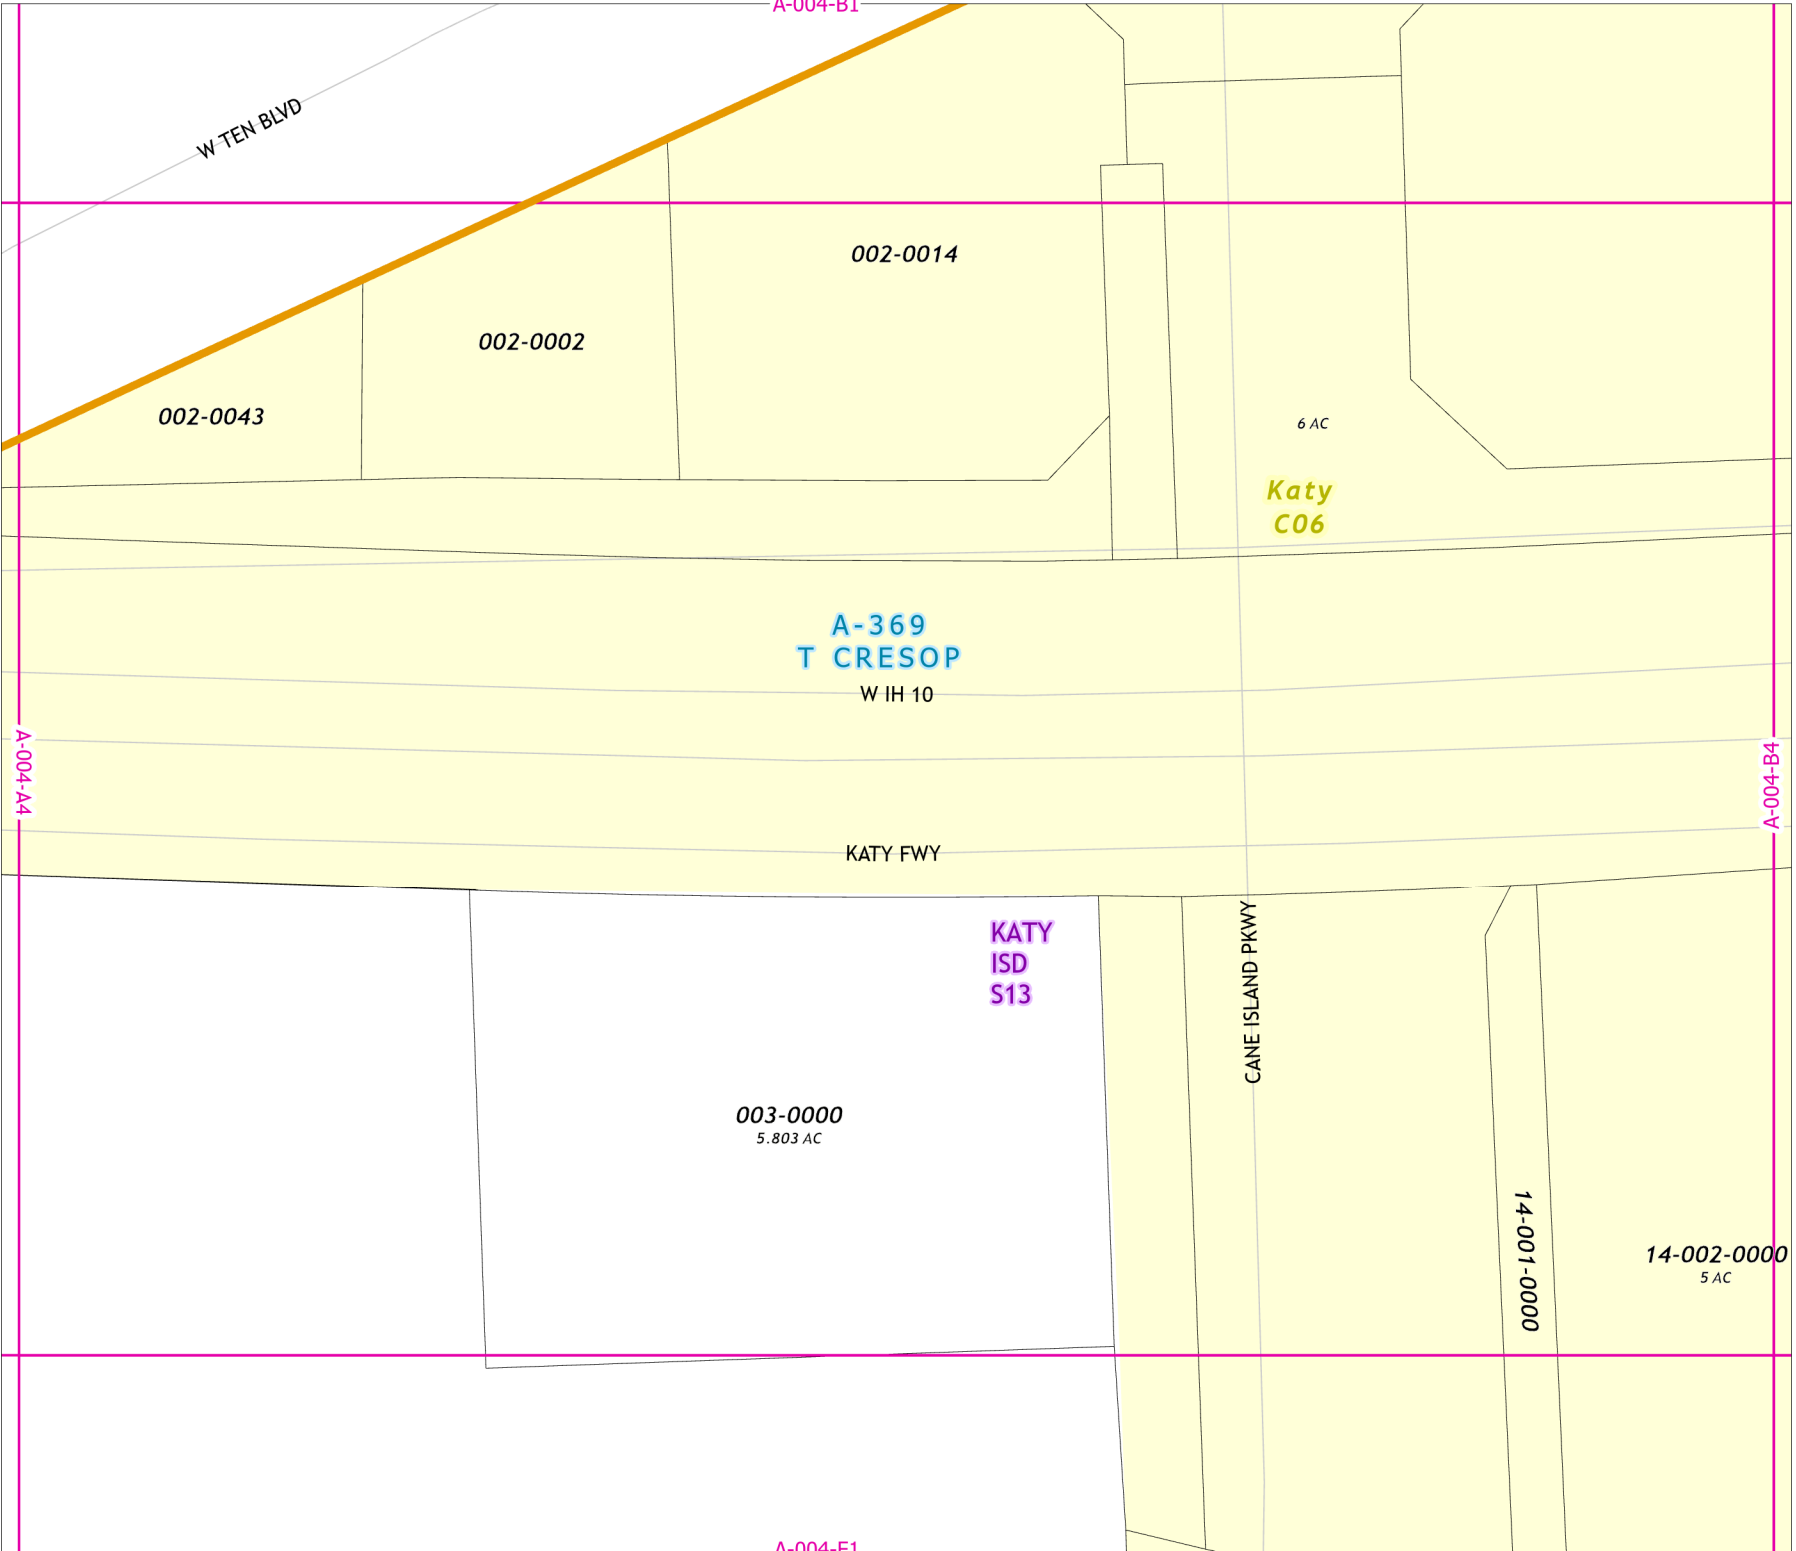 A-004-B1
W TEN BLVD
002-0014
002-0002
002-0043
6 AC
Katy
C06
A-369
T CRESOP
W IH 10
A-004-A4
A-004-B4
KATY FWY
KATY
ISD
S13
CANE ISLAND PKWY
003-0000
5.803 AC
14-001-0000
14-002-0000
5 AC